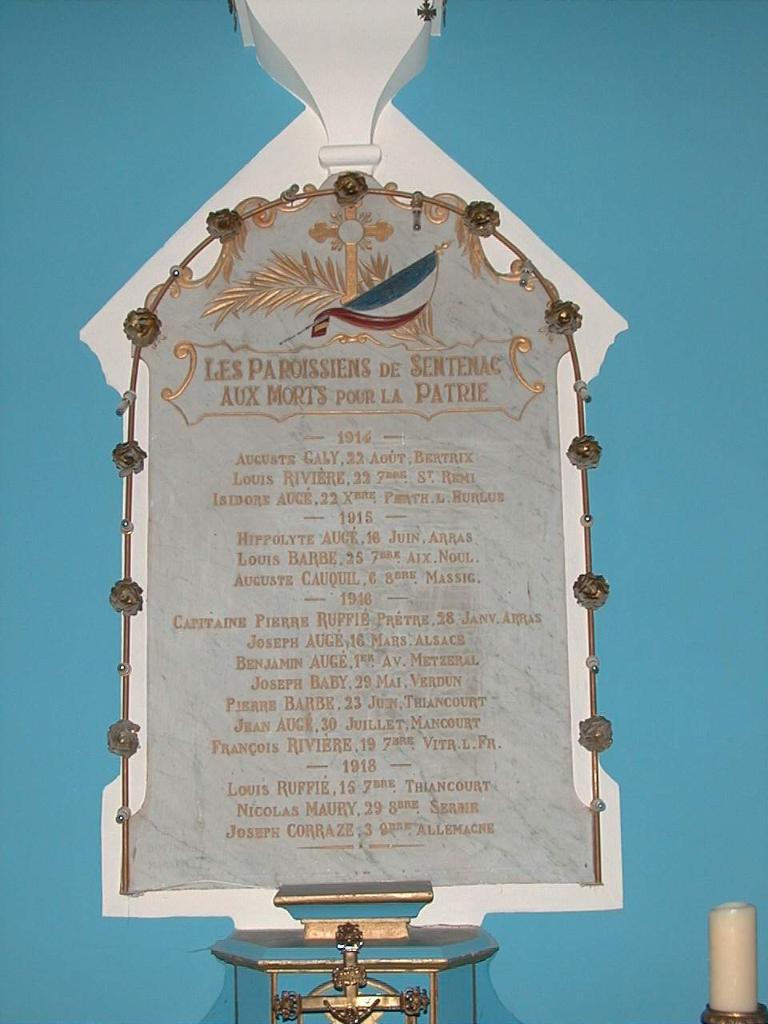 LES PAROISSIENS DE SENTENAC
AUX MORTS POUR LA PATRIE
— 1914 —
AUGUSTE GALY, 22 AOÛT, BERTRIX
LOUIS RIVIÈRE, 22 7BRE ST REMI
ISIDORE AUGÉ, 22 XBRE PERTH. L. HURLUS
— 1915 —
HIPPOLYTE AUGÉ, 16 JUIN, ARRAS
LOUIS BARBE, 25 7BRE AIX. NOUL.
AUGUSTE CAUQUIL, 6 8BRE MASSIG.
— 1916 —
CAPITAINE PIERRE RUFFIÉ PRÊTRE, 28 JANV. ARRAS
JOSEPH AUGÉ, 16 MARS. ALSACE
BENJAMIN AUGÉ, 1ER AV. METZERAL
JOSEPH BABY, 29 MAI, VERDUN
PIERRE BARBE, 23 JUIN, THIANCOURT
JEAN AUGÉ, 30 JUILLET, MANCOURT
FRANÇOIS RIVIÈRE, 19 7BRE VITR. L. FR.
— 1918 —
LOUIS RUFFIÉ, 15 7BRE THIANCOURT
NICOLAS MAURY, 29 8BRE SERBIE
JOSEPH CORRAZE, 3 9BRE ALLEMAGNE